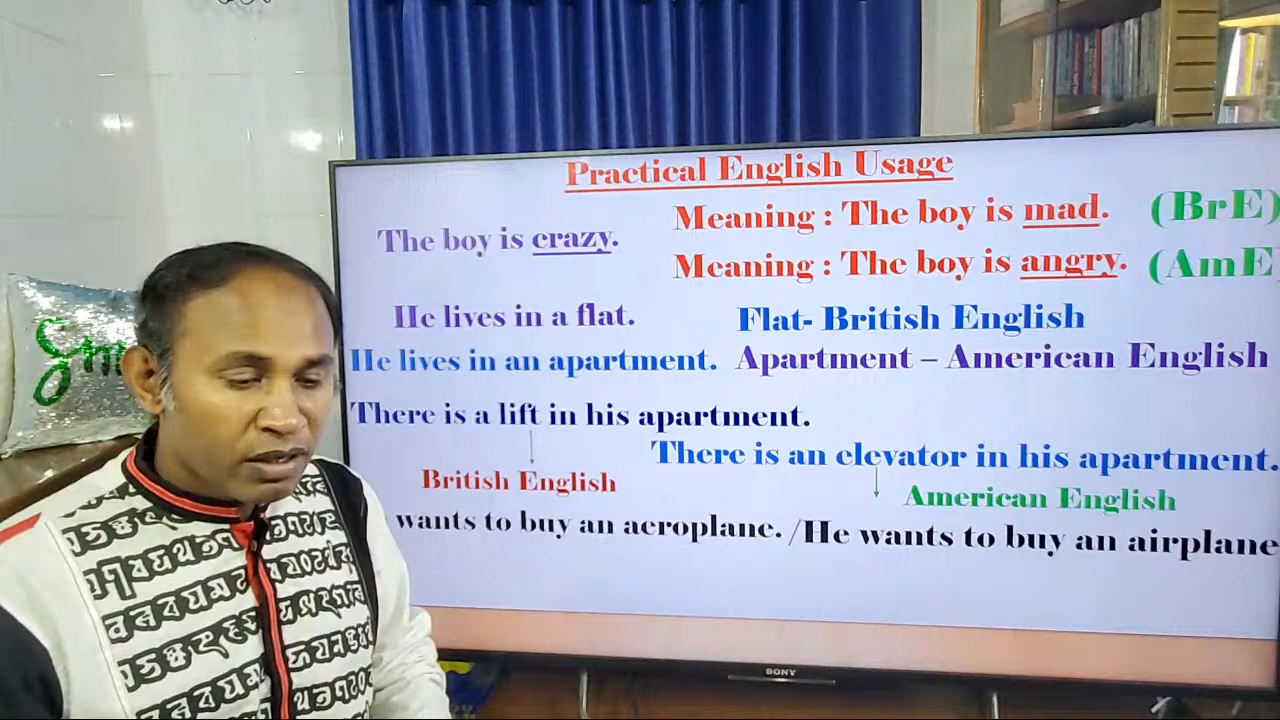 Practical English Usage
The boy is crazy.
Meaning : The boy is mad. (BrE)
Meaning : The boy is angry. (AmE
He lives in a flat. Flat- British English
He lives in an apartment. Apartment – American English
There is a lift in his apartment.
British English
There is an elevator in his apartment.
American English
wants to buy an aeroplane. /He wants to buy an airplane
SONY